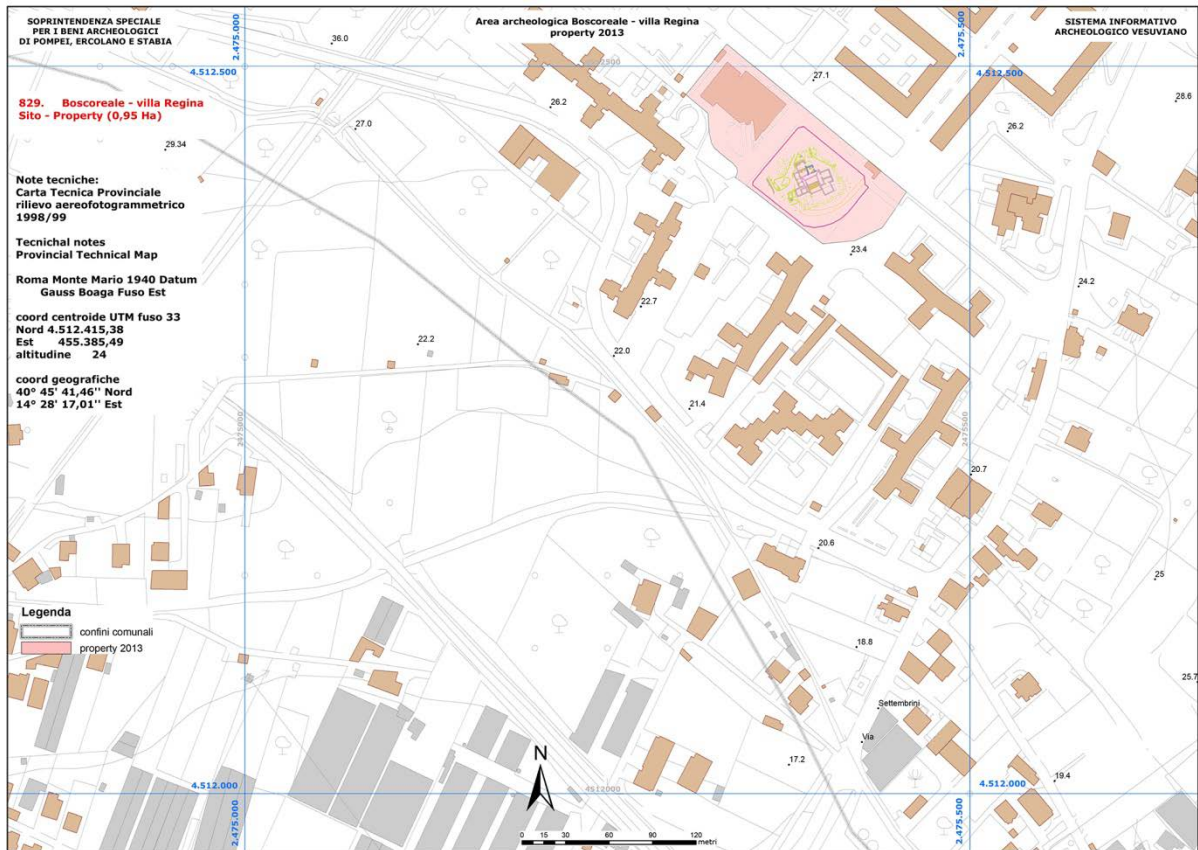 SOPRINTENDENZA SPECIALE
PER I BENI ARCHEOLOGICI
DI POMPEI, ERCOLANO E STABIA
Area archeologica Boscoreale - villa Regina
property 2013
SISTEMA INFORMATIVO
ARCHEOLOGICO VESUVIANO
2.475.000
2.475.500
4.512.500
4.512.500
36.0
27.1
28.6
829. Boscoreale - villa Regina
Sito - Property (0,95 Ha)
26.2
27.0
26.2
29.34
Note tecniche:
Carta Tecnica Provinciale
rilievo aereofotogrammetrico
1998/99
Tecnichal notes
Provincial Technical Map
Roma Monte Mario 1940 Datum
Gauss Boaga Fuso Est
coord centroide UTM fuso 33
Nord 4.512.415,38
Est 455.385,49
altitudine 24
coord geografiche
40° 45' 41,46'' Nord
14° 28' 17,01'' Est
23.4
24.2
22.7
22.2
22.0
21.4
2475000
2475500
20.7
20.6
25
Legenda
confini comunali
property 2013
18.8
25.7
Settembrini
Via
17.2
19.4
N
4.512.000
4512000
4.512.000
2.475.000
2.475.500
0 15 30 60 90 120
metri